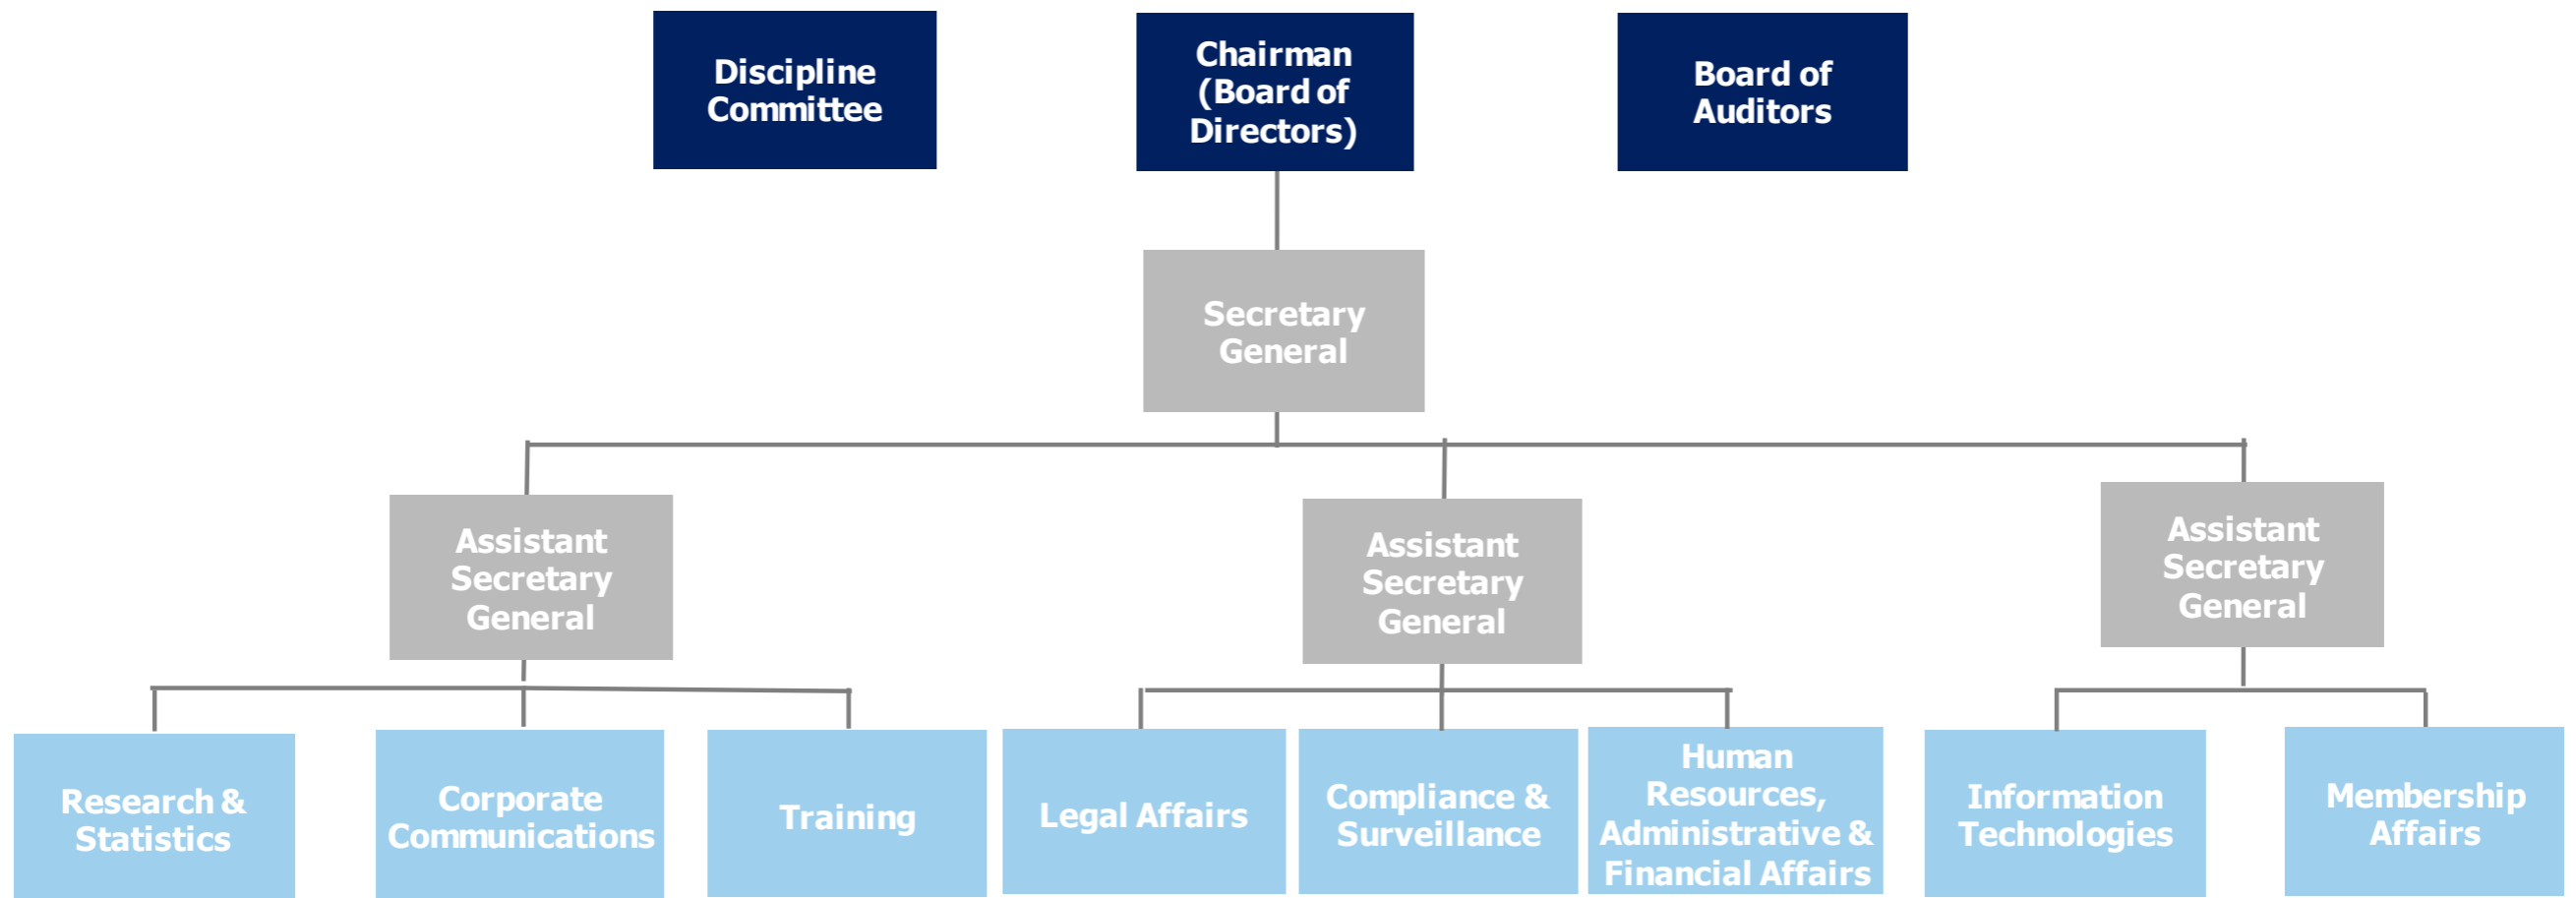 Discipline
Committee
Chairman
(Board of
Directors)
Board of
Auditors
Secretary
General
Assistant
Secretary
General
Assistant
Secretary
General
Assistant
Secretary
General
Research &
Statistics
Corporate
Communications
Training
Legal Affairs
Compliance &
Surveillance
Human
Resources,
Administrative &
Financial Affairs
Information
Technologies
Membership
Affairs